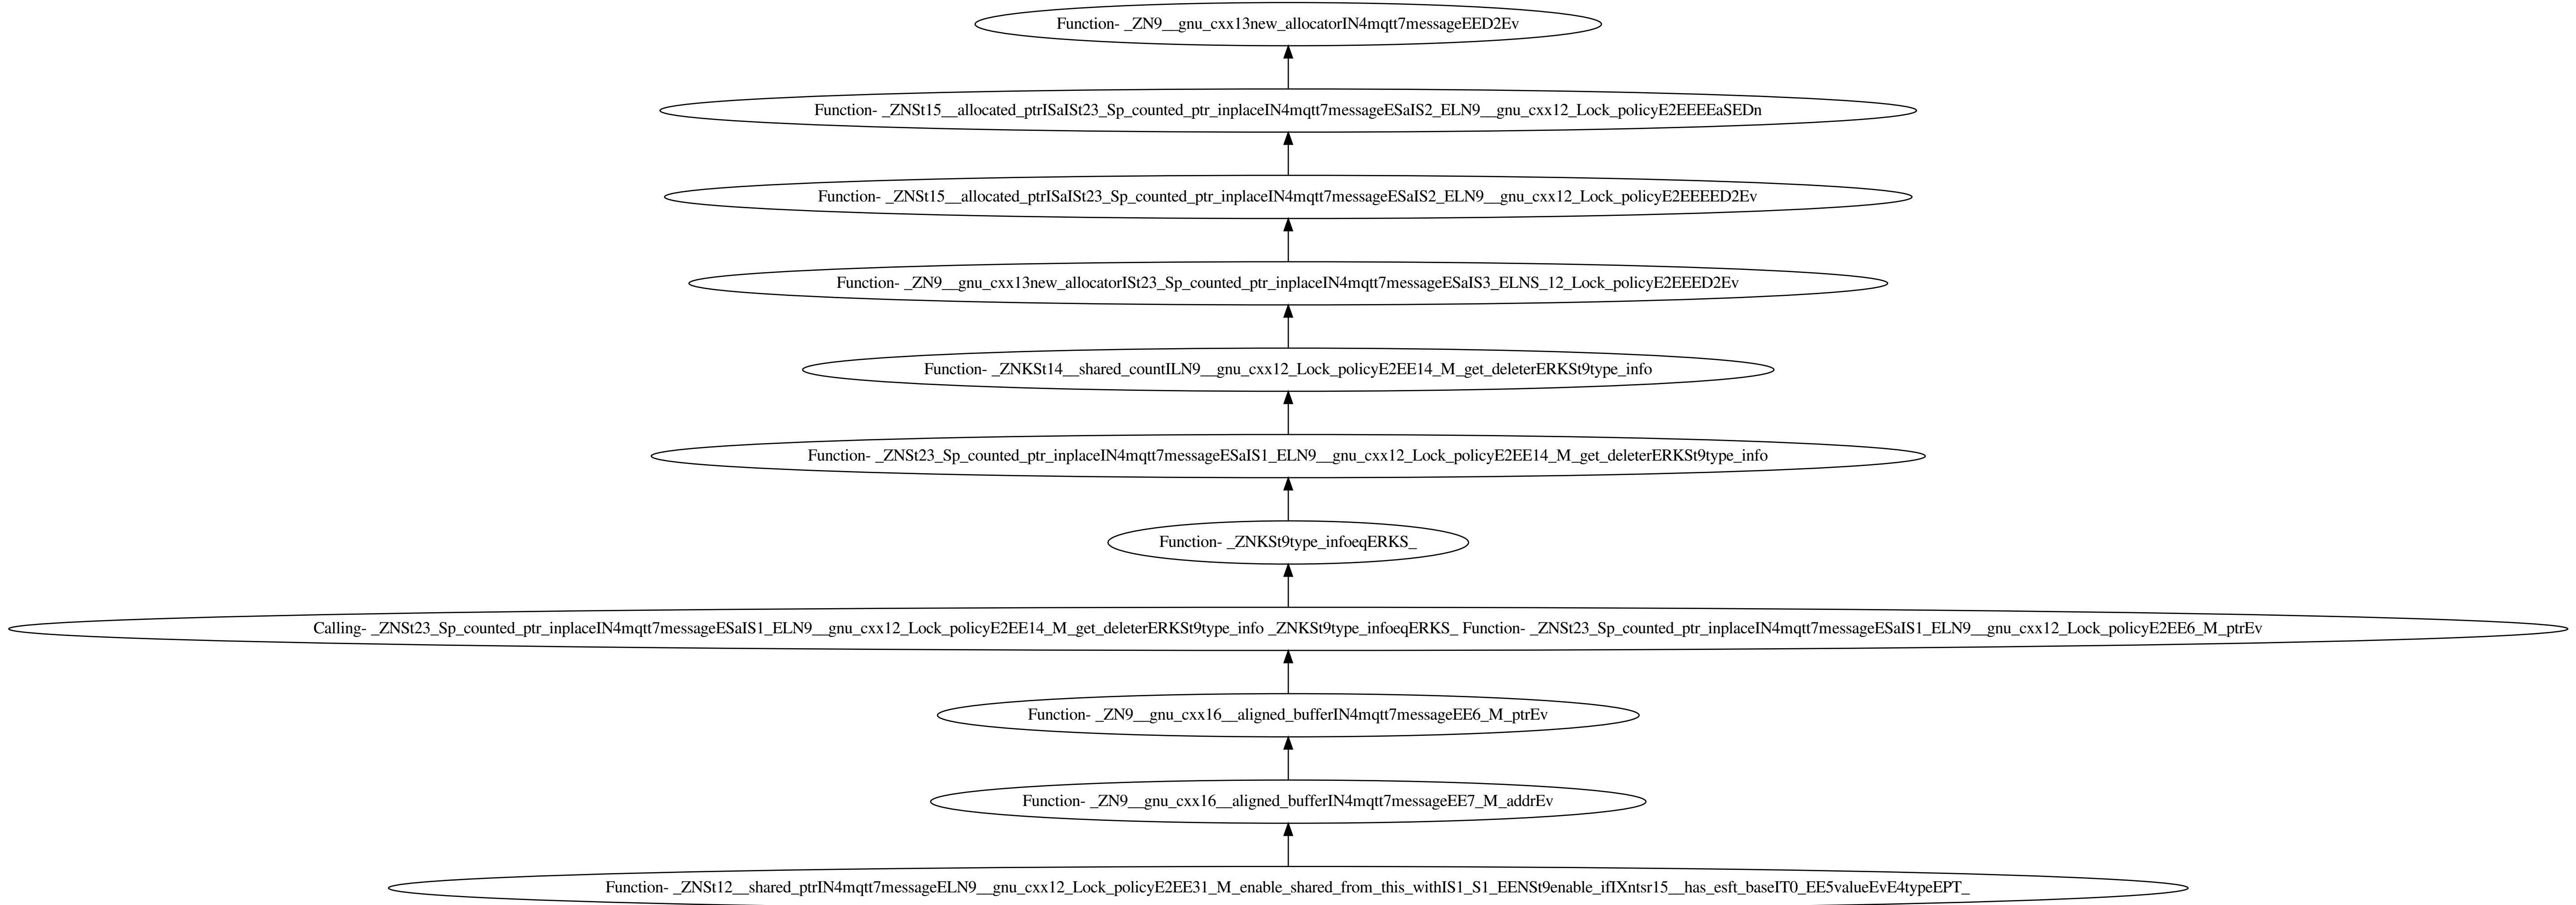 Function- _ZN9__gnu_cxx13new_allocatorIN4mqtt7messageEED2Ev
Function- _ZNSt15__allocated_ptrISaISt23_Sp_counted_ptr_inplaceIN4mqtt7messageESaIS2_ELN9__gnu_cxx12_Lock_policyE2EEEEaSEDn
Function- _ZNSt15__allocated_ptrISaISt23_Sp_counted_ptr_inplaceIN4mqtt7messageESaIS2_ELN9__gnu_cxx12_Lock_policyE2EEEED2Ev
Function- _ZN9__gnu_cxx13new_allocatorISt23_Sp_counted_ptr_inplaceIN4mqtt7messageESaIS3_ELNS_12_Lock_policyE2EEED2Ev
Function- _ZNKSt14__shared_countILN9__gnu_cxx12_Lock_policyE2EE14_M_get_deleterERKSt9type_info
Function- _ZNSt23_Sp_counted_ptr_inplaceIN4mqtt7messageESaIS1_ELN9__gnu_cxx12_Lock_policyE2EE14_M_get_deleterERKSt9type_info
Function- _ZNKSt9type_infoeqERKS_
Calling- _ZNSt23_Sp_counted_ptr_inplaceIN4mqtt7messageESaIS1_ELN9__gnu_cxx12_Lock_policyE2EE14_M_get_deleterERKSt9type_info _ZNKSt9type_infoeqERKS_ Function- _ZNSt23_Sp_counted_ptr_inplaceIN4mqtt7messageESaIS1_ELN9__gnu_cxx12_Lock_policyE2EE6_M_ptrEv
Function- _ZN9__gnu_cxx16__aligned_bufferIN4mqtt7messageEE6_M_ptrEv
Function- _ZN9__gnu_cxx16__aligned_bufferIN4mqtt7messageEE7_M_addrEv
Function- _ZNSt12__shared_ptrIN4mqtt7messageELN9__gnu_cxx12_Lock_policyE2EE31_M_enable_shared_from_this_withIS1_S1_EENSt9enable_ifIXntsr15__has_esft_baseIT0_EE5valueEvE4typeEPT_